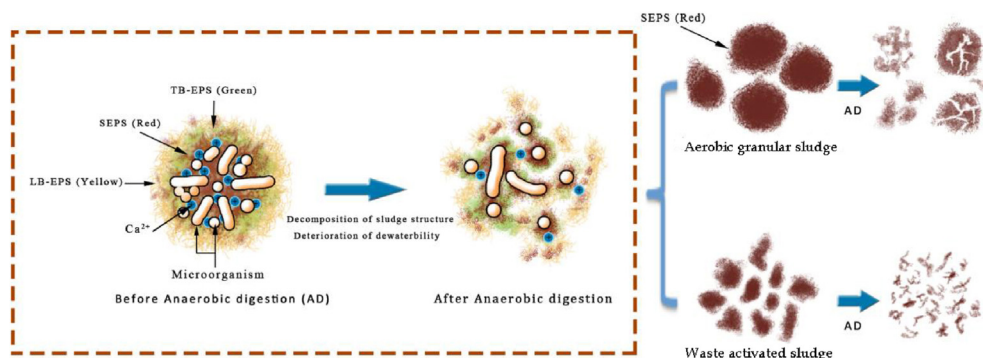 TB-EPS (Green)
SEPS (Red)
LB-EPS (Yellow)
Ca²⁺
Microorganism
Before Anaerobic digestion (AD)
Decomposition of sludge structure
Deterioration of dewaterbility
After Anaerobic digestion
SEPS (Red)
AD
Aerobic granular sludge
AD
Waste activated sludge